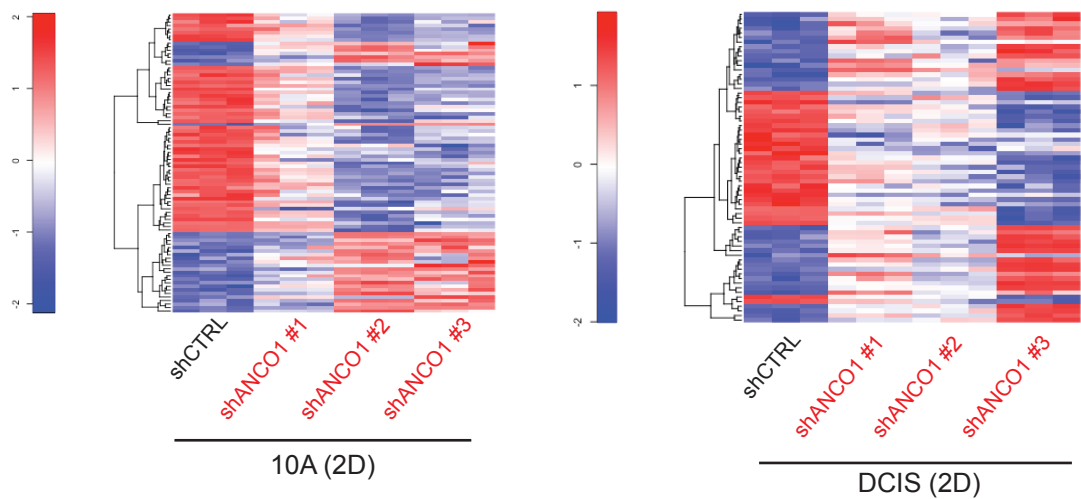 2
1
0
-1
-2
shCTRL
shANCO1 #1
shANCO1 #2
shANCO1 #3
10A (2D)
1
0
-1
-2
shCTRL
shANCO1 #1
shANCO1 #2
shANCO1 #3
DCIS (2D)